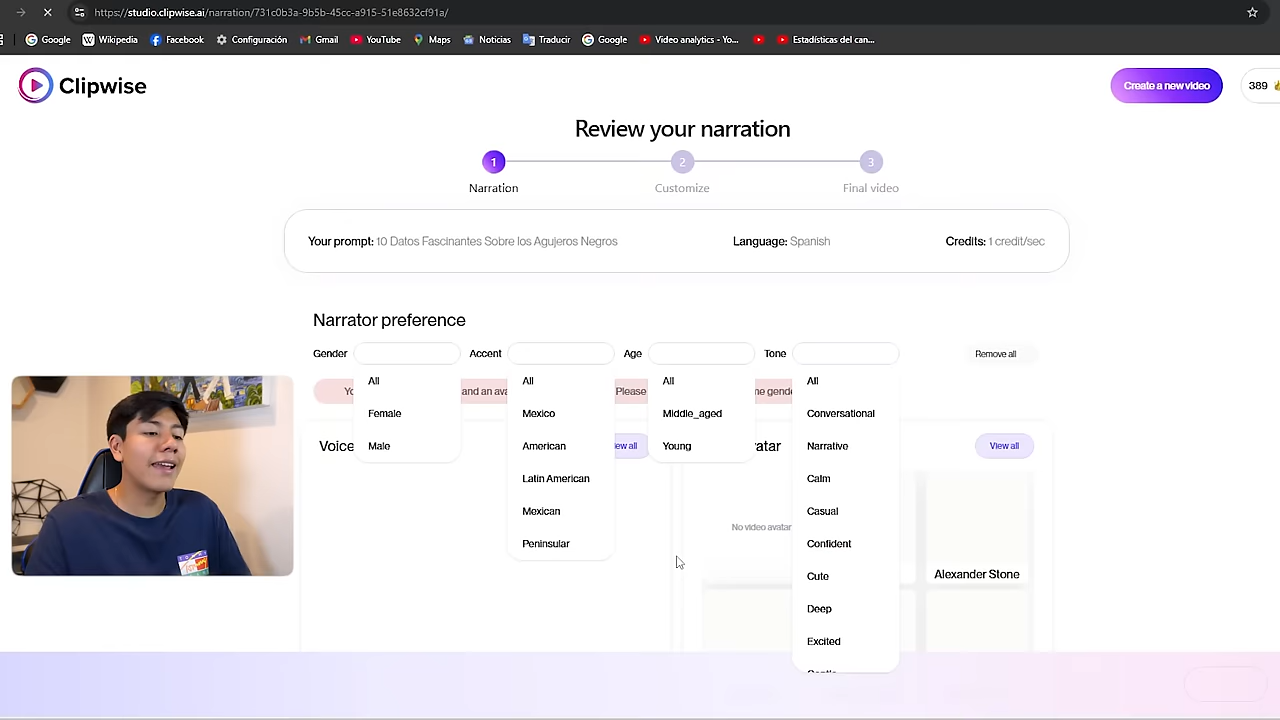 https://studio.clipwise.ai/narration/731c0b3a-9b5b-45cc-a915-51e8632cf91a/
Google Wikipedia Facebook Configuración Gmail YouTube Maps Noticias Traducir Google Video analytics - Yo... Estadísticas del can...
Clipwise
Create a new video
389
Review your narration
1 2 3
Narration Customize Final video
Your prompt: 10 Datos Fascinantes Sobre los Agujeros Negros Language: Spanish Credits: 1 credit/sec
Narrator preference
Gender Accent Age Tone Remove all
All All All All
and an Please
Female Mexico Middle_aged Conversational
Voice Male American Young Narrative View all
Latin American Calm
Mexican Casual
No video avatar
Peninsular Confident
Cute Alexander Stone
Deep
Excited